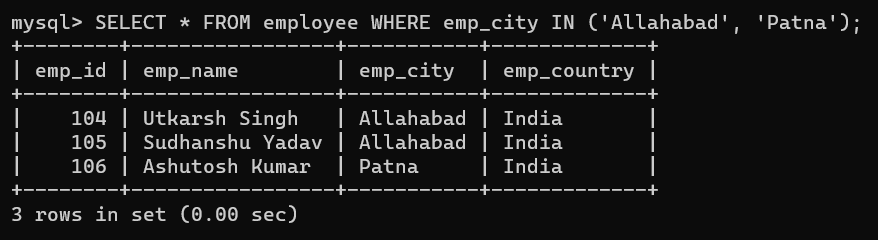 mysql> SELECT * FROM employee WHERE emp_city IN ('Allahabad', 'Patna');
+--------+-----------------+-----------+-------------+
| emp_id | emp_name        | emp_city  | emp_country |
+--------+-----------------+-----------+-------------+
|    104 | Utkarsh Singh   | Allahabad | India       |
|    105 | Sudhanshu Yadav | Allahabad | India       |
|    106 | Ashutosh Kumar  | Patna     | India       |
+--------+-----------------+-----------+-------------+
3 rows in set (0.00 sec)